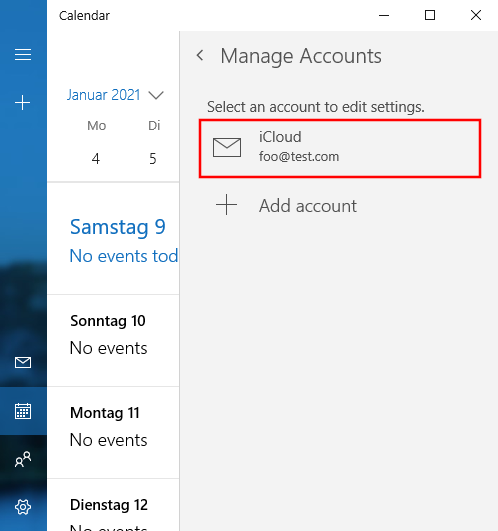 Calendar
Manage Accounts
Januar 2021
Mo Di
4 5
Select an account to edit settings.
iCloud
foo@test.com
Add account
Samstag 9
No events tod
Sonntag 10
No events
Montag 11
No events
Dienstag 12